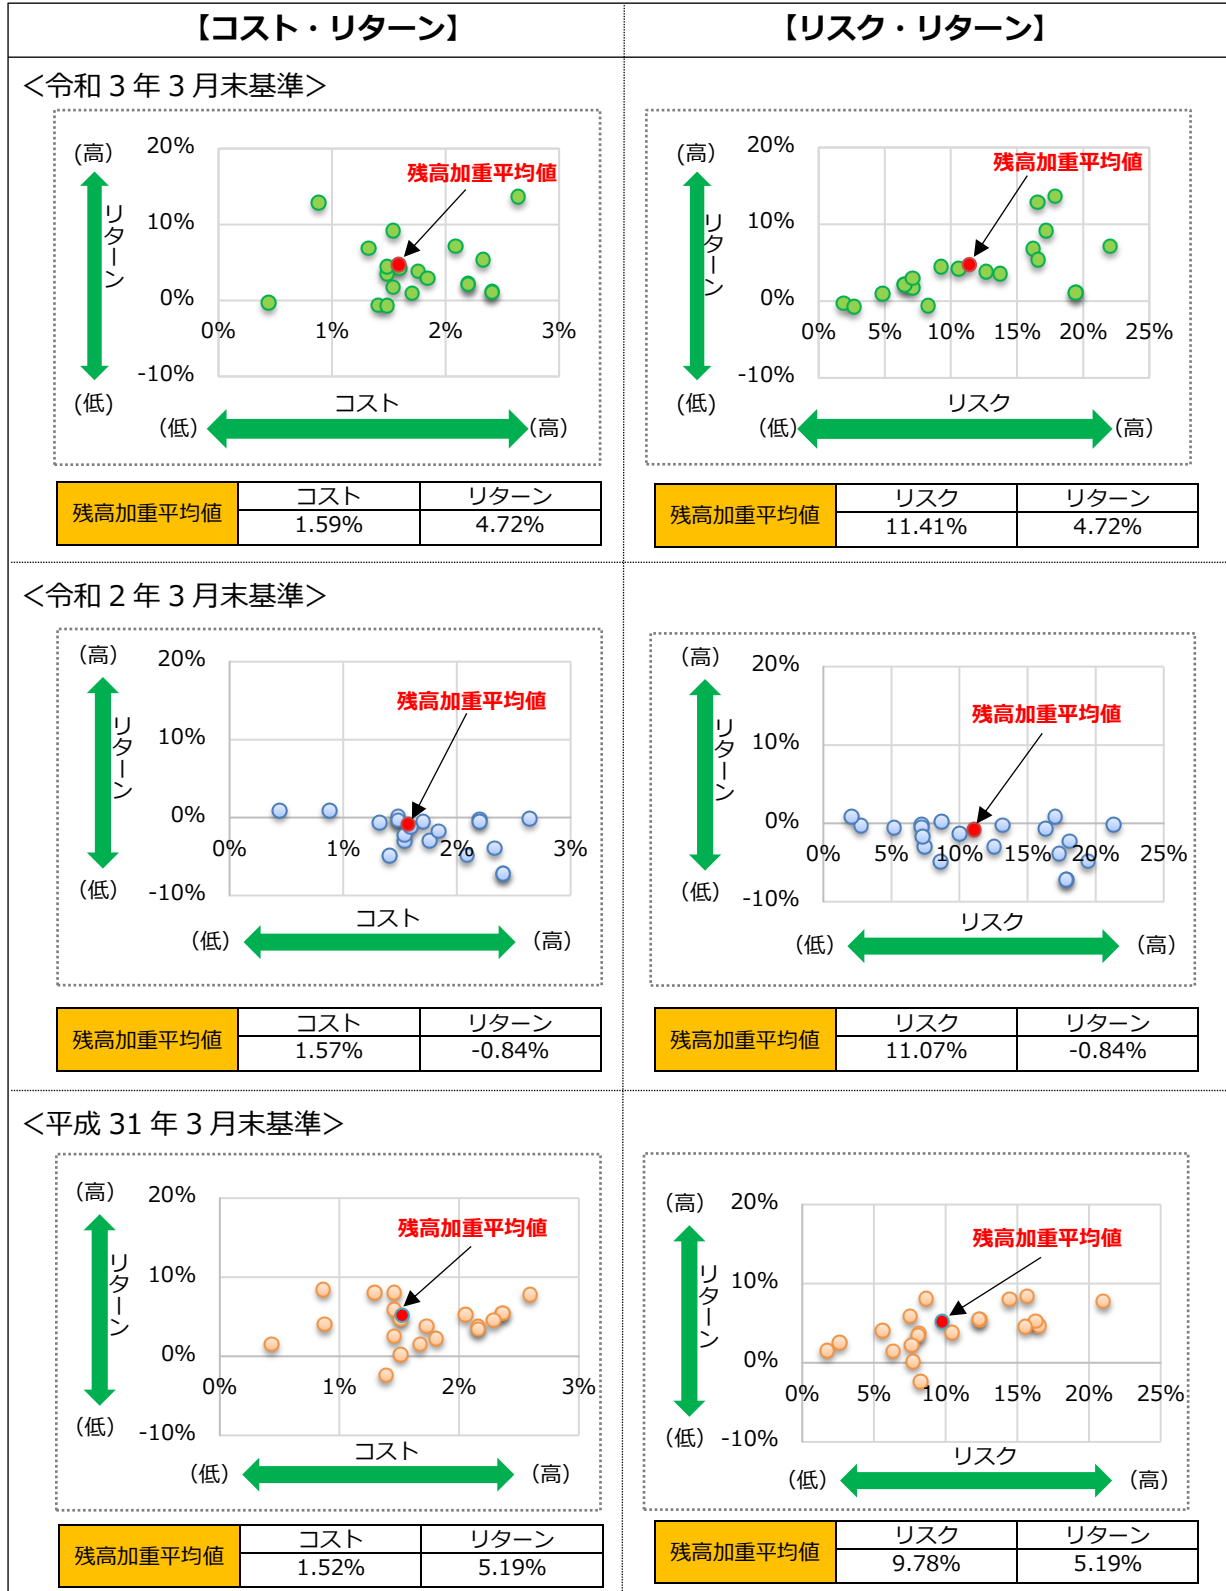 【コスト・リターン】
【リスク・リターン】
＜令和３年３月末基準＞
(高)
リターン
(低)
20%
10%
0%
-10%
0%
1%
2%
3%
残高加重平均値
コスト
(低)
(高)
残高加重平均値
コスト
リターン
1.59%
4.72%
(高)
リターン
(低)
20%
10%
0%
-10%
0%
5%
10%
15%
20%
25%
残高加重平均値
リスク
(低)
(高)
残高加重平均値
リスク
リターン
11.41%
4.72%
＜令和２年３月末基準＞
(高)
リターン
(低)
20%
10%
0%
-10%
0%
1%
2%
3%
残高加重平均値
コスト
(低)
(高)
残高加重平均値
コスト
リターン
1.57%
-0.84%
(高)
リターン
(低)
20%
10%
0%
-10%
0%
5%
10%
15%
20%
25%
残高加重平均値
リスク
(低)
(高)
残高加重平均値
リスク
リターン
11.07%
-0.84%
＜平成 31 年３月末基準＞
(高)
リターン
(低)
20%
10%
0%
-10%
0%
1%
2%
3%
残高加重平均値
コスト
(低)
(高)
残高加重平均値
コスト
リターン
1.52%
5.19%
(高)
リターン
(低)
20%
10%
0%
-10%
0%
5%
10%
15%
20%
25%
残高加重平均値
リスク
(低)
(高)
残高加重平均値
リスク
リターン
9.78%
5.19%